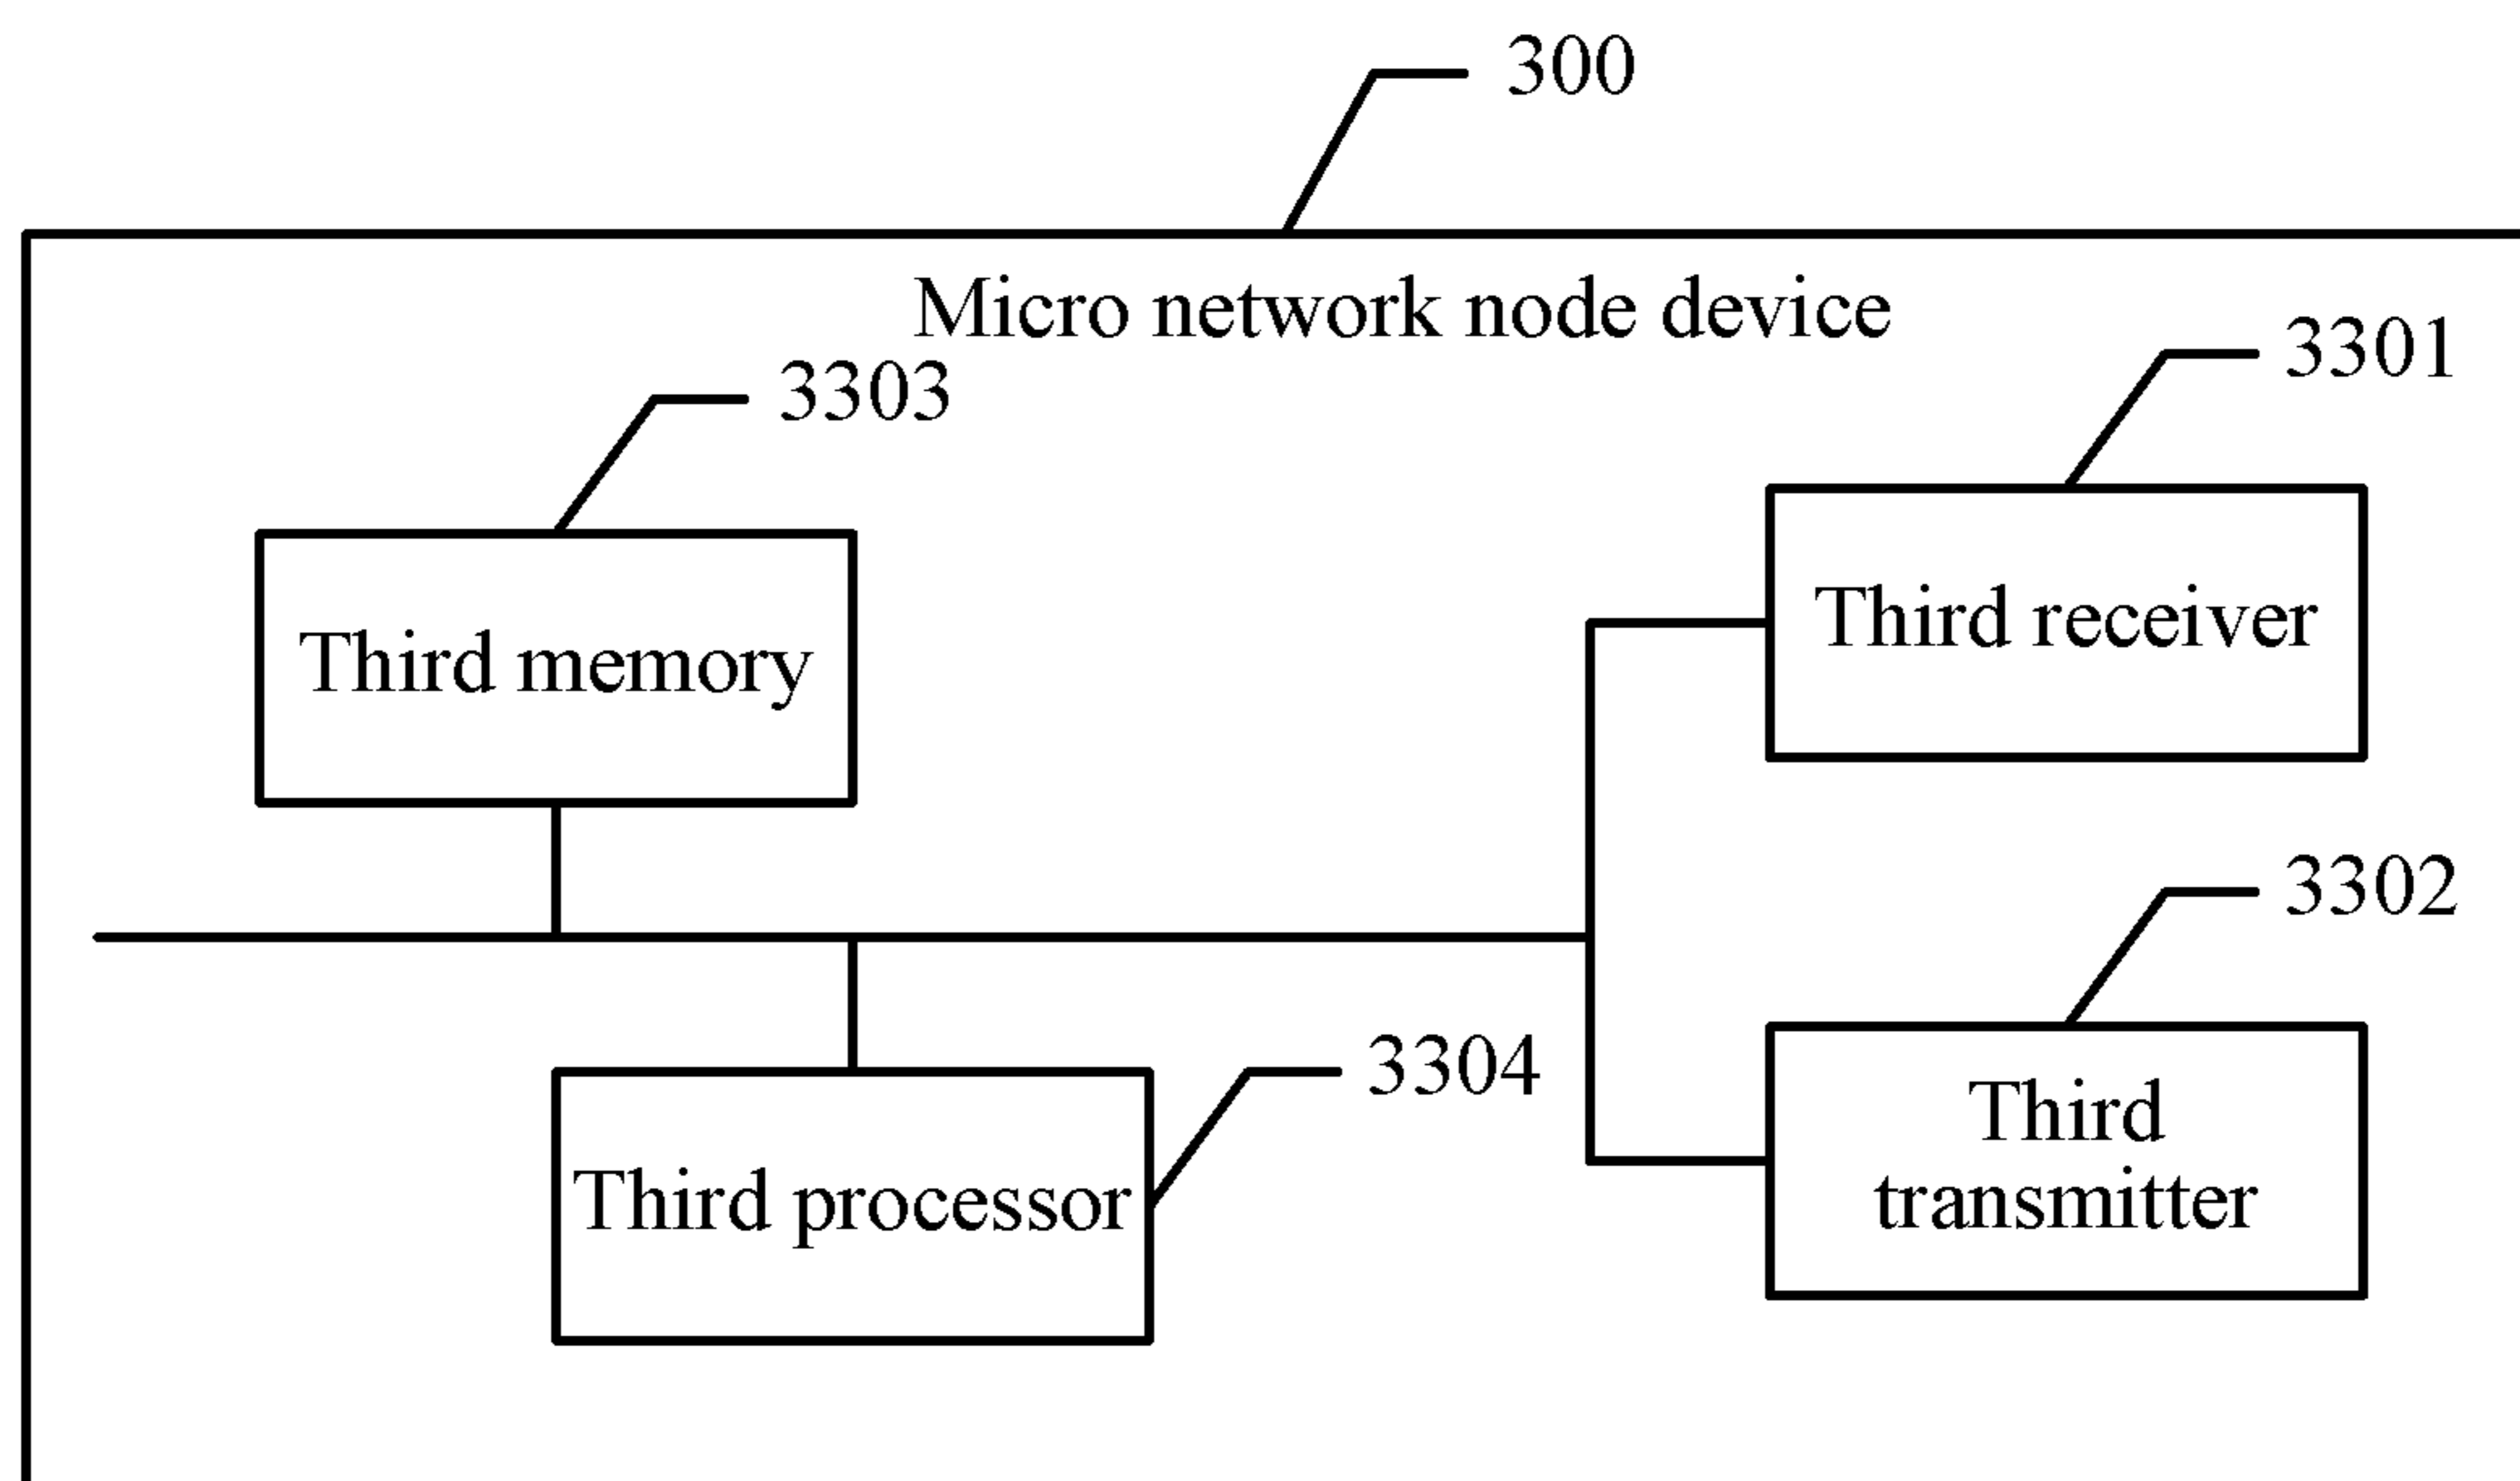 300
Micro network node device
3301
3303
Third receiver
Third memory
3302
3304
Third
transmitter
Third processor